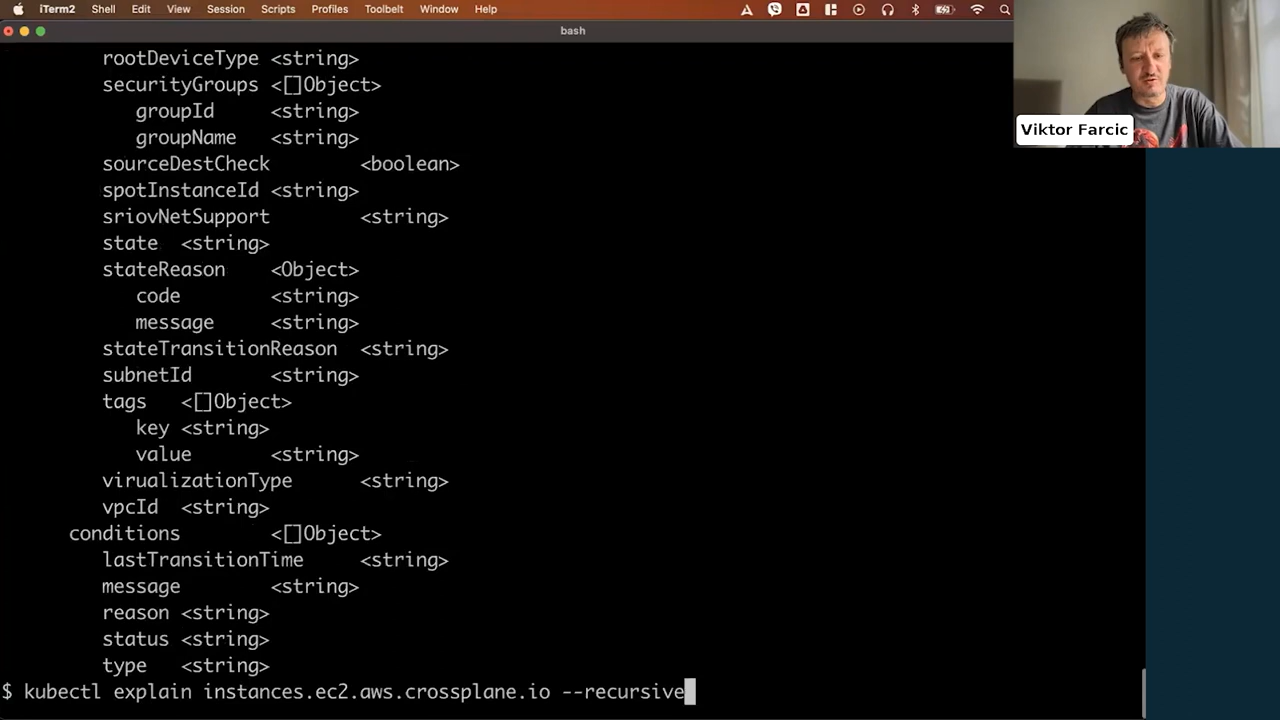 iTerm2 Shell Edit View Session Scripts Profiles Toolbelt Window Help
bash
Viktor Farcic
rootDeviceType <string>
securityGroups <[]Object>
groupId <string>
groupName <string>
sourceDestCheck <boolean>
spotInstanceId <string>
sriovNetSupport <string>
state <string>
stateReason <Object>
code <string>
message <string>
stateTransitionReason <string>
subnetId <string>
tags <[]Object>
key <string>
value <string>
virualizationType <string>
vpcId <string>
conditions <[]Object>
lastTransitionTime <string>
message <string>
reason <string>
status <string>
type <string>
$ kubectl explain instances.ec2.aws.crossplane.io --recursive